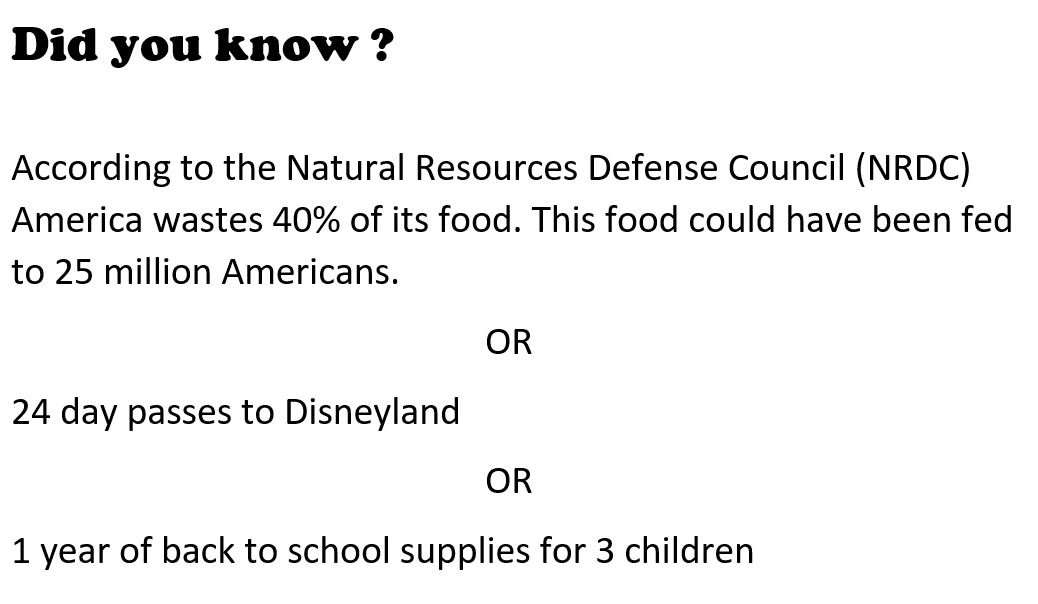 Did you know ?
According to the Natural Resources Defense Council (NRDC)
America wastes 40% of its food. This food could have been fed
to 25 million Americans.
OR
24 day passes to Disneyland
OR
1 year of back to school supplies for 3 children